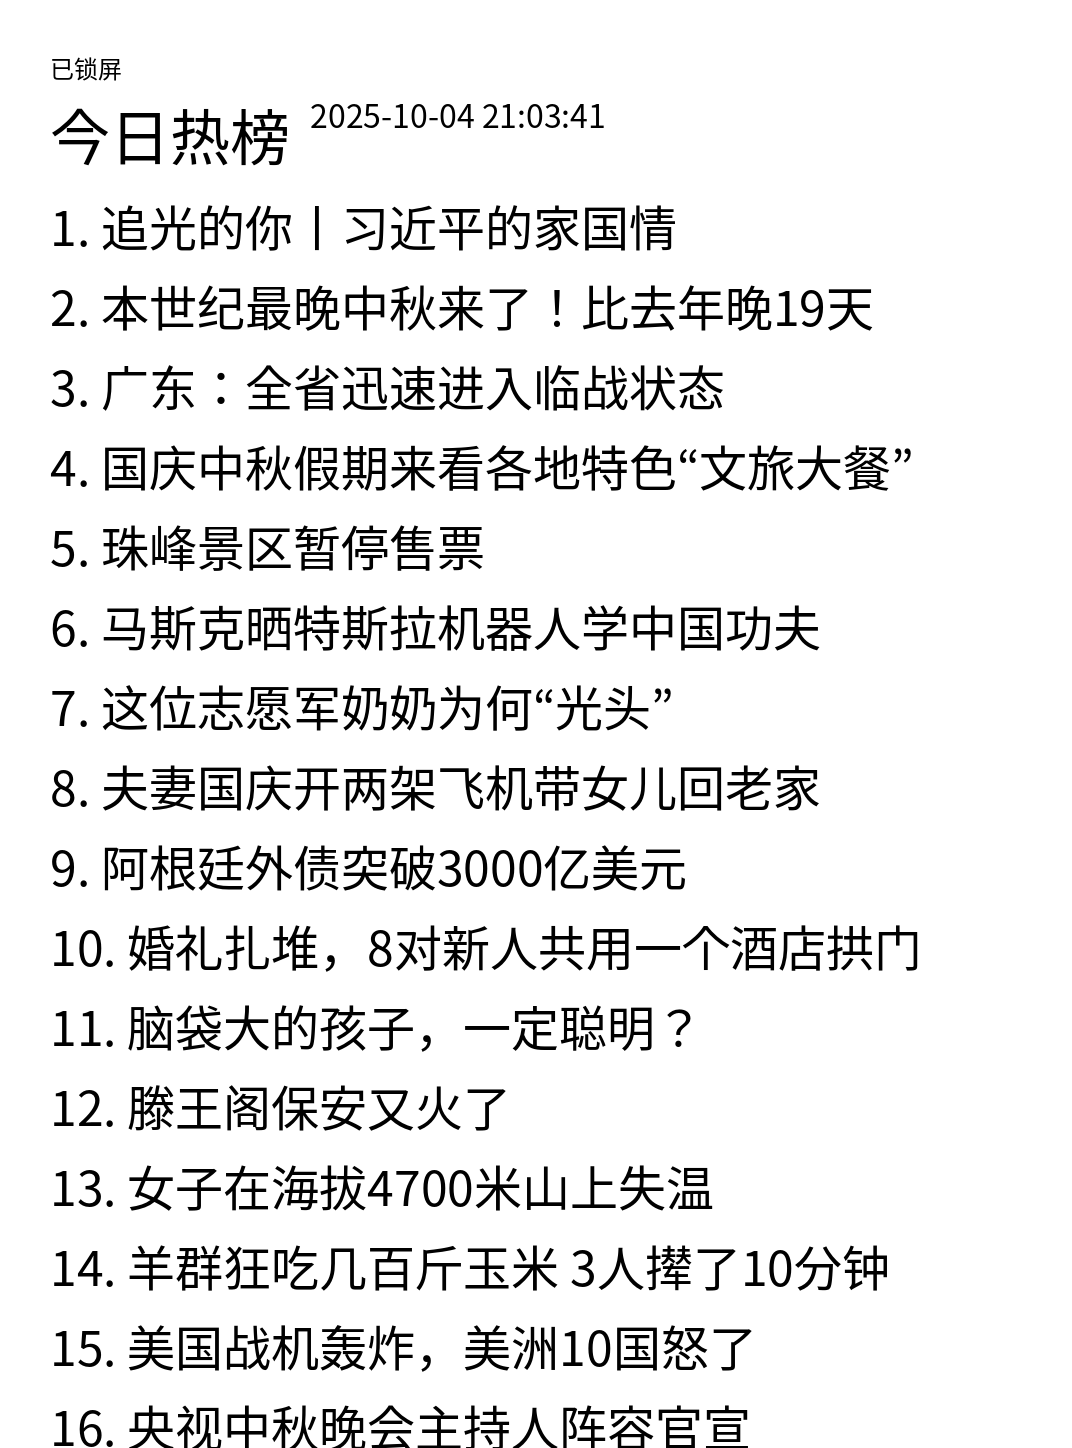 已锁屏
今日热榜 2025-10-04 21:03:41
1. 追光的你丨习近平的家国情
2. 本世纪最晚中秋来了！比去年晚19天
3. 广东：全省迅速进入临战状态
4. 国庆中秋假期来看各地特色“文旅大餐”
5. 珠峰景区暂停售票
6. 马斯克晒特斯拉机器人学中国功夫
7. 这位志愿军奶奶为何“光头”
8. 夫妻国庆开两架飞机带女儿回老家
9. 阿根廷外债突破3000亿美元
10. 婚礼扎堆，8对新人共用一个酒店拱门
11. 脑袋大的孩子，一定聪明？
12. 滕王阁保安又火了
13. 女子在海拔4700米山上失温
14. 羊群狂吃几百斤玉米 3人撵了10分钟
15. 美国战机轰炸，美洲10国怒了
16. 央视中秋晚会主持人阵容官宣